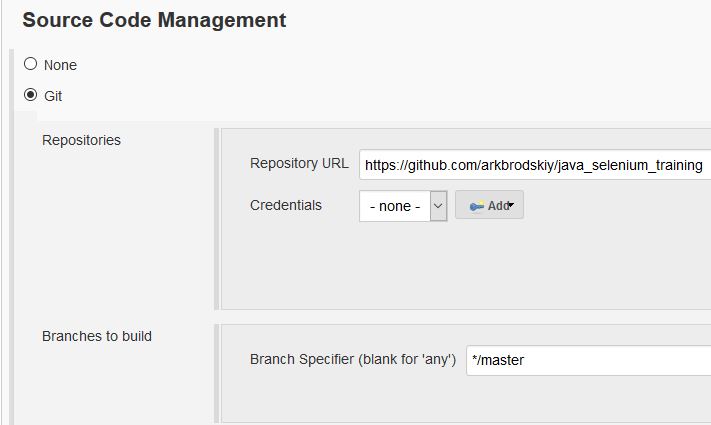 Source Code Management
None
Git
Repositories
Repository URL https://github.com/arkbrodskiy/java_selenium_training
Credentials - none - Add
Branches to build
Branch Specifier (blank for 'any') */master